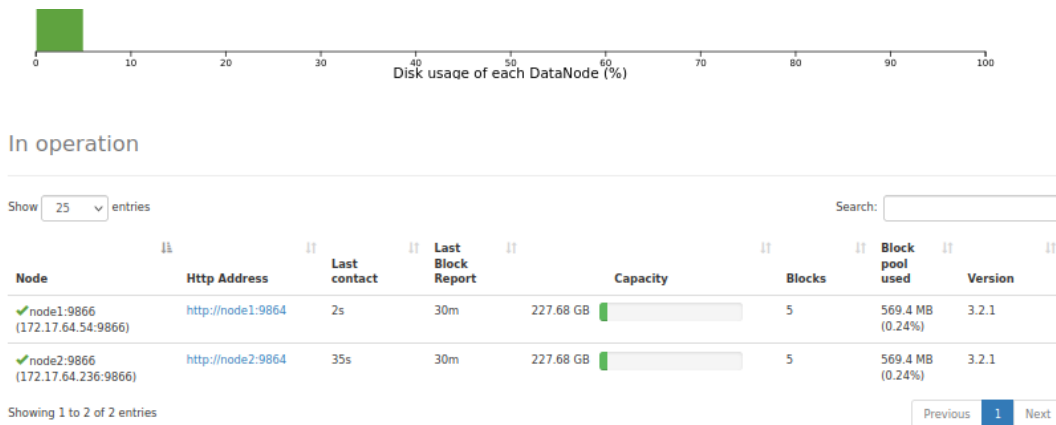 0 10 20 30 40 50 60 70 80 90 100
Disk usage of each DataNode (%)
In operation
Show 25 entries
Search:
Node Http Address Last contact Last Block Report Capacity Blocks Block pool used Version
node1:9866 http://node1:9864 2s 30m 227.68 GB 5 569.4 MB 3.2.1
(172.17.64.54:9866) (0.24%)
node2:9866 http://node2:9864 35s 30m 227.68 GB 5 569.4 MB 3.2.1
(172.17.64.236:9866) (0.24%)
Showing 1 to 2 of 2 entries
Previous 1 Next